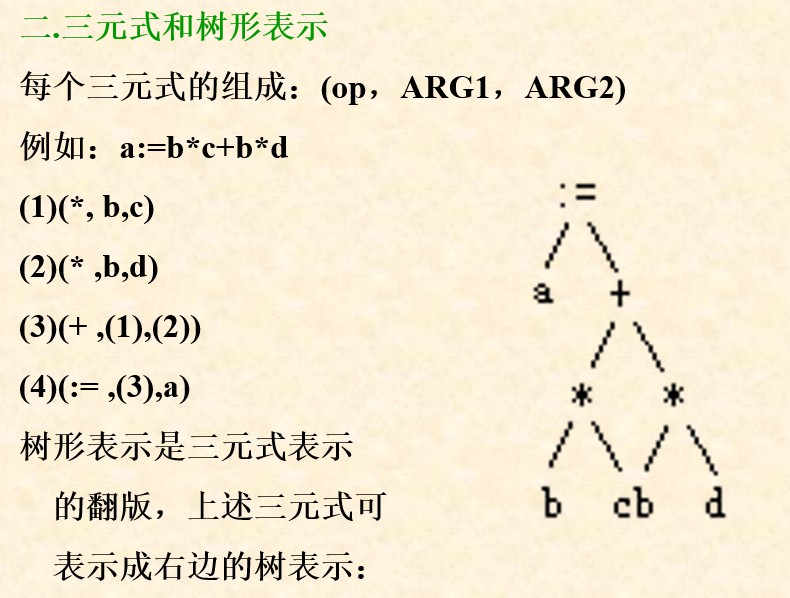 二.三元式和树形表示
每个三元式的组成：(op，ARG1，ARG2)
例如：a:=b*c+b*d
(1)(*, b,c)
(2)(* ,b,d)
(3)(+ ,(1),(2))
(4)(:= ,(3),a)
树形表示是三元式表示
的翻版，上述三元式可
表示成右边的树表示：
:=
a +
* *
b cb d